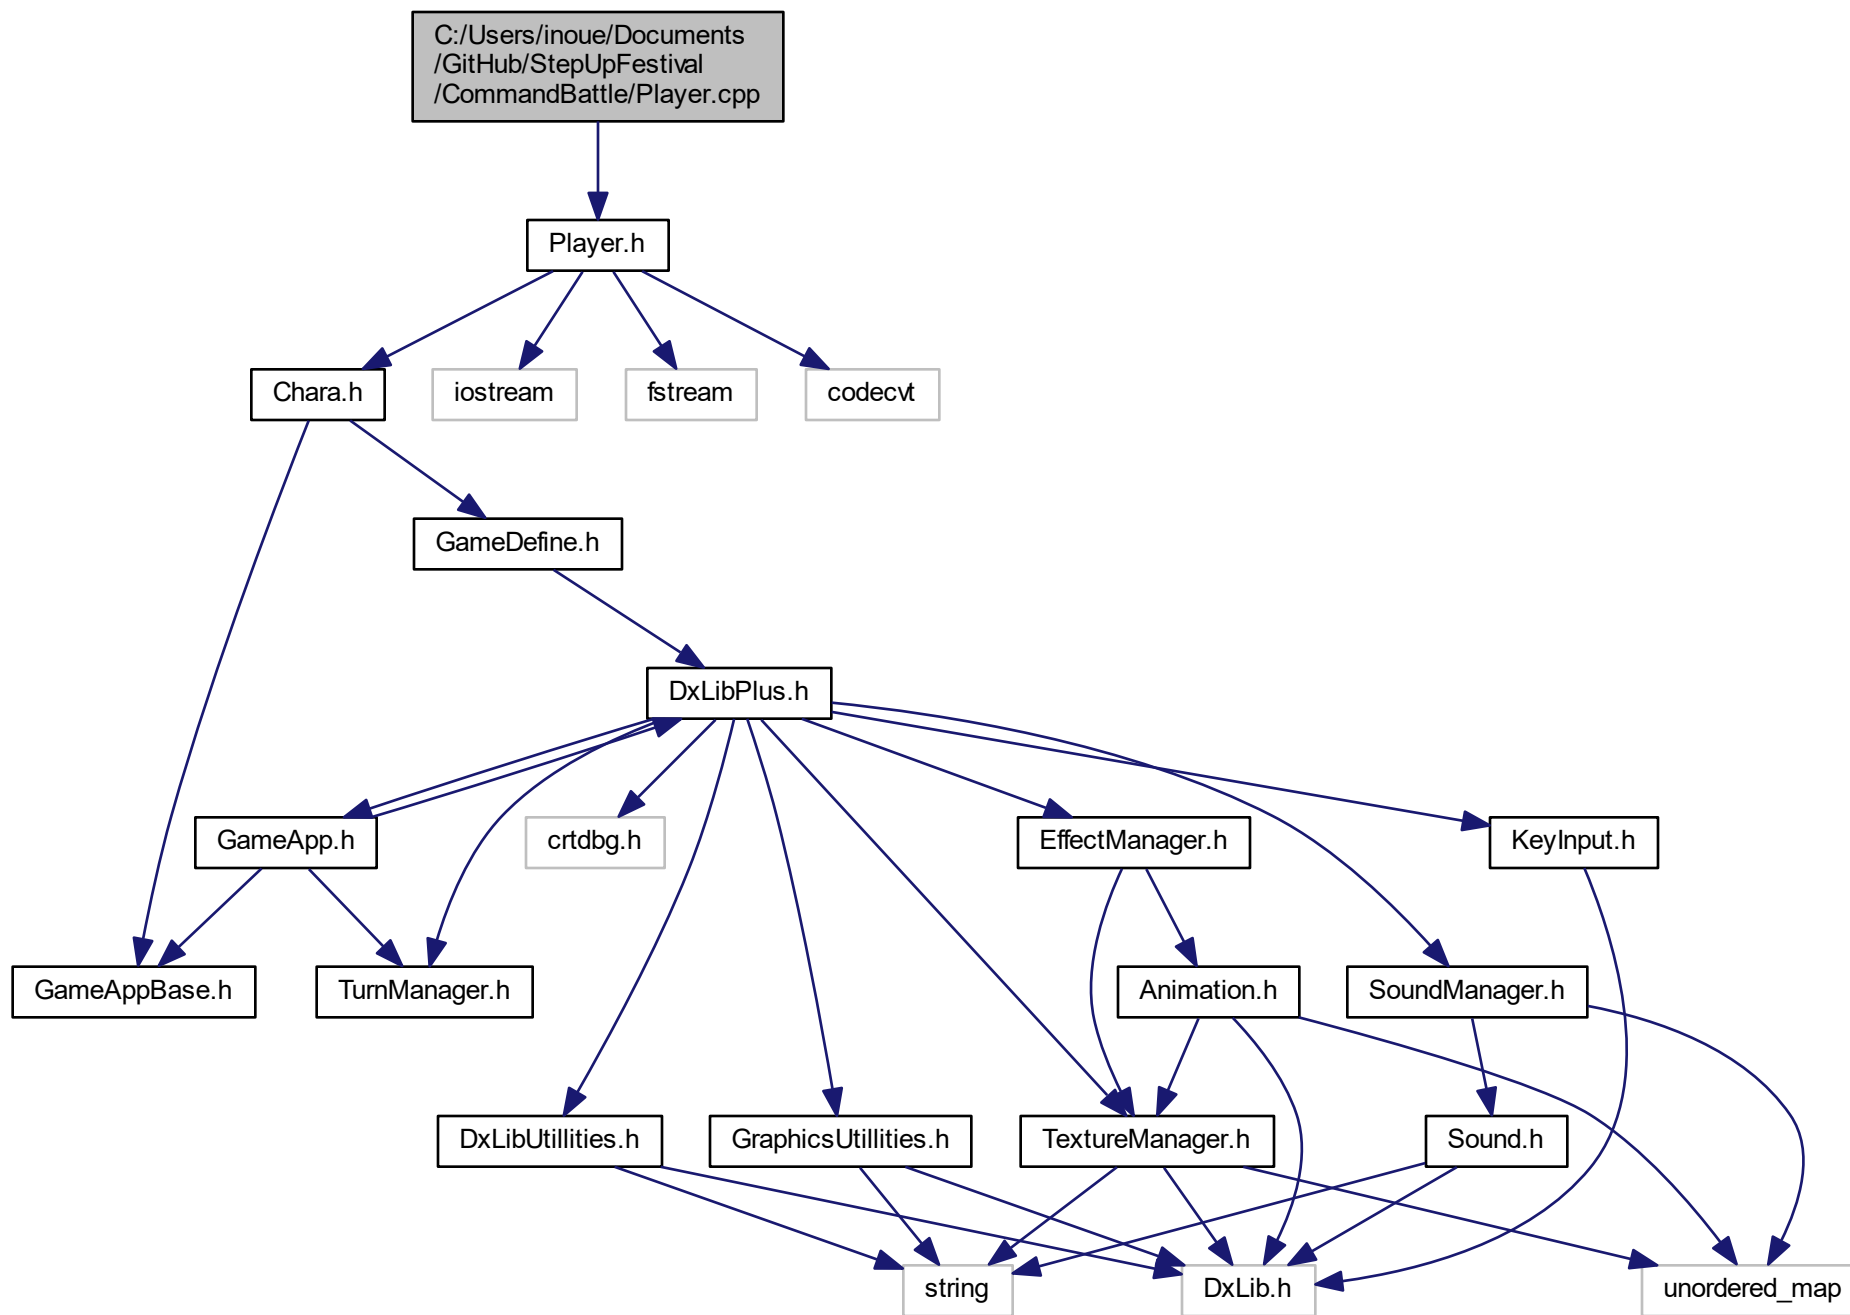 C:/Users/inoue/Documents
/GitHub/StepUpFestival
/CommandBattle/Player.cpp
Player.h
Chara.h
iostream
fstream
codecvt
GameDefine.h
DxLibPlus.h
GameApp.h
crtdbg.h
EffectManager.h
KeyInput.h
GameAppBase.h
TurnManager.h
Animation.h
SoundManager.h
DxLibUtillities.h
GraphicsUtillities.h
TextureManager.h
Sound.h
string
DxLib.h
unordered_map